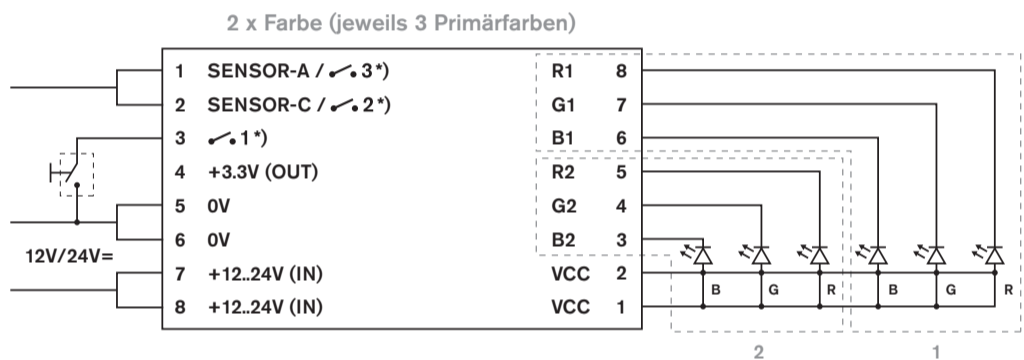 2 x Farbe (jeweils 3 Primärfarben)
1 SENSOR-A / 3*) R1 8
2 SENSOR-C / 2*) G1 7
3 1*) B1 6
4 +3.3V (OUT) R2 5
5 0V G2 4
6 0V B2 3
12V/24V=
7 +12..24V (IN) VCC 2
B G R B G R
8 +12..24V (IN) VCC 1
2 1